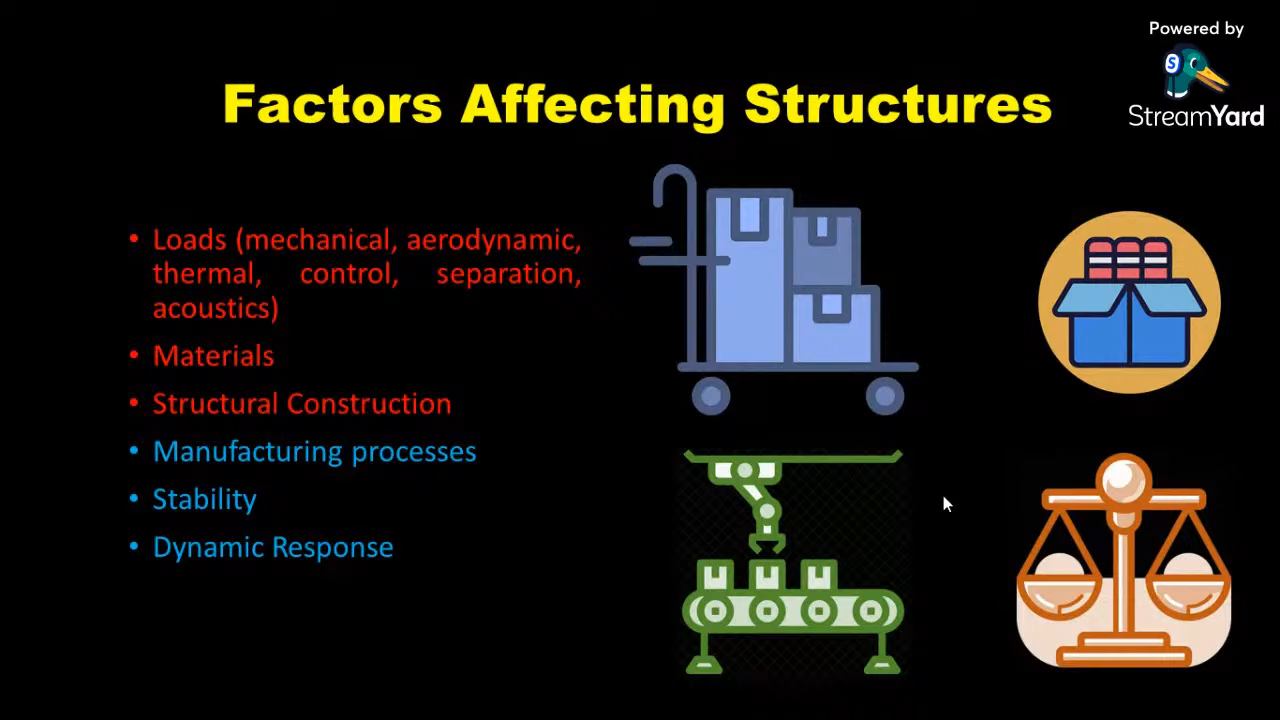 Powered by
S
StreamYard
Factors Affecting Structures
• Loads (mechanical, aerodynamic,
thermal, control, separation,
acoustics)
• Materials
• Structural Construction
• Manufacturing processes
• Stability
• Dynamic Response